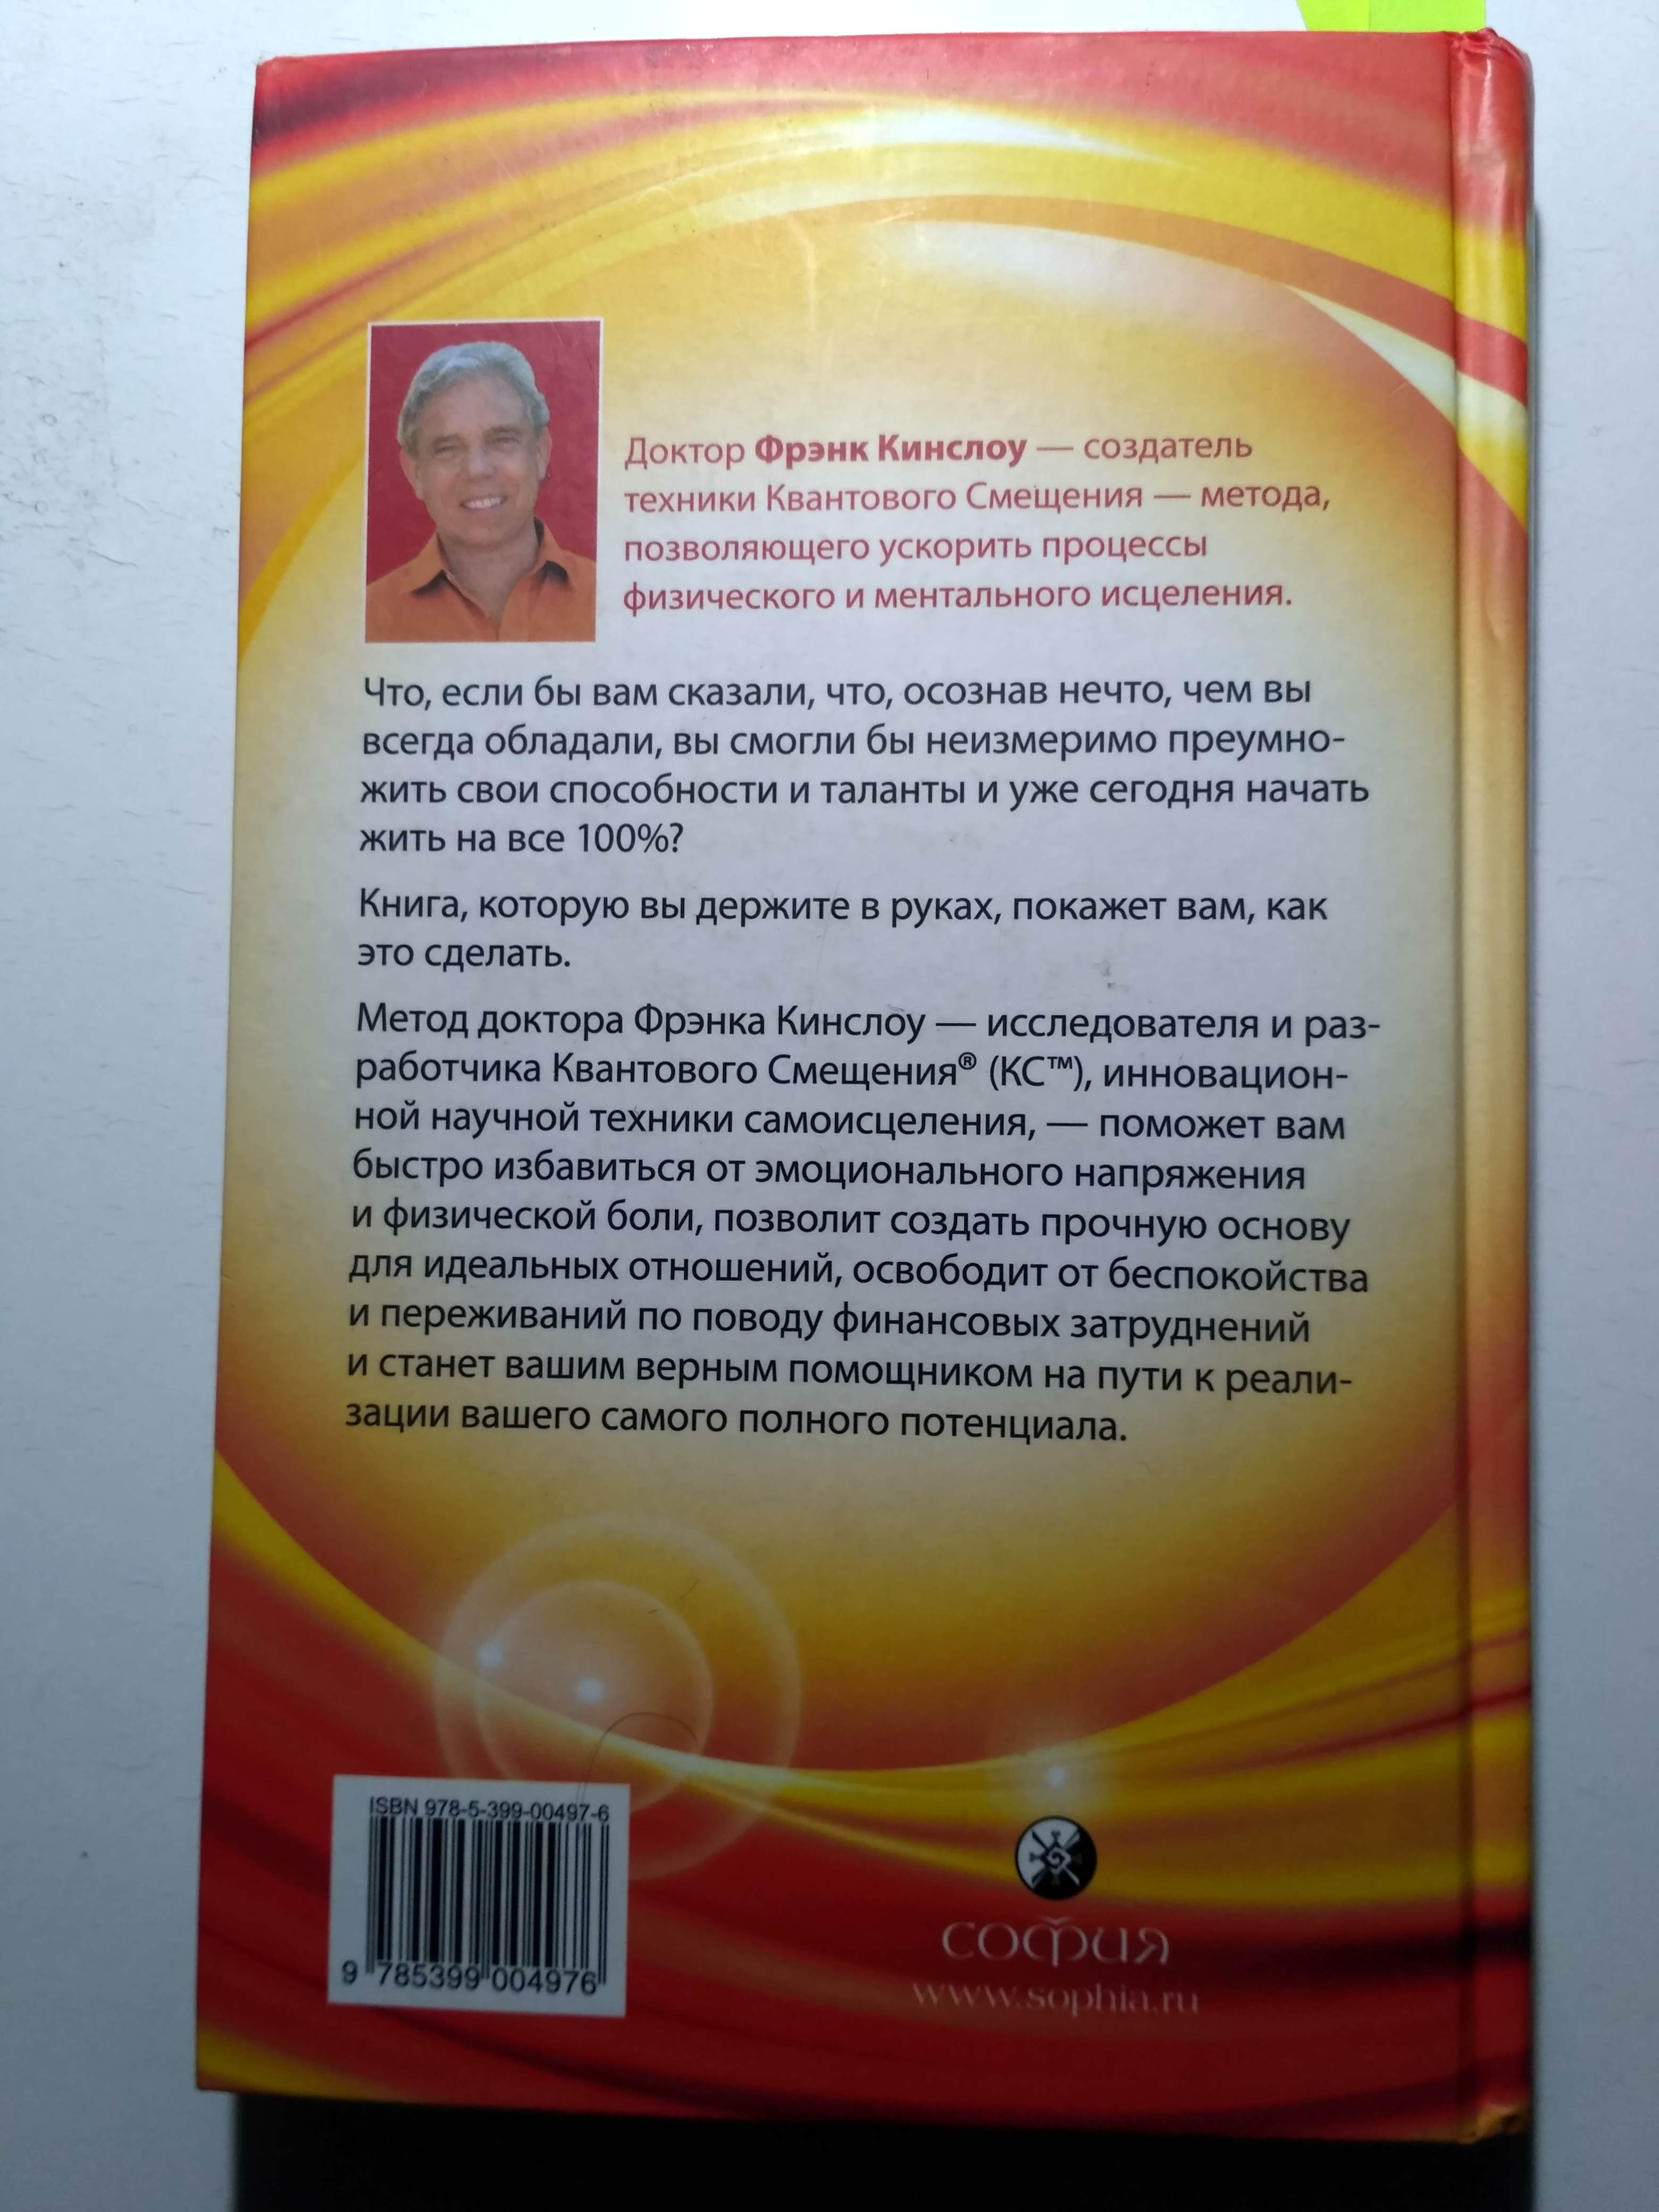 Доктор Фрэнк Кинслоу — создатель
техники Квантового Смещения — метода,
позволяющего ускорить процессы
физического и ментального исцеления.
Что, если бы вам сказали, что, осознав нечто, чем вы
всегда обладали, вы смогли бы неизмеримо преумно-
жить свои способности и таланты и уже сегодня начать
жить на все 100%?
Книга, которую вы держите в руках, покажет вам, как
это сделать.
Метод доктора Фрэнка Кинслоу — исследователя и раз-
работчика Квантового Смещения® (КС™), инновацион-
ной научной техники самоисцеления, — поможет вам
быстро избавиться от эмоционального напряжения
и физической боли, позволит создать прочную основу
для идеальных отношений, освободит от беспокойства
и переживаний по поводу финансовых затруднений
и станет вашим верным помощником на пути к реали-
зации вашего самого полного потенциала.
ISBN 978-5-399-00497-6
9 785399 004976
СОФИЯ
www.sophia.ru